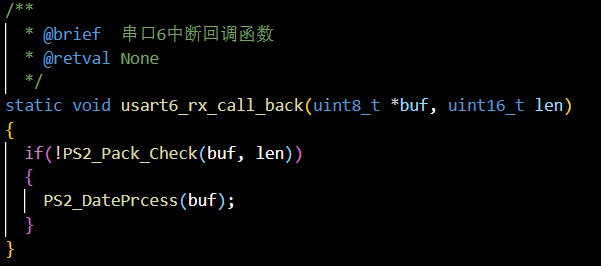 /**
 * @brief  串口6中断回调函数
 * @retval None
 */
static void usart6_rx_call_back(uint8_t *buf, uint16_t len)
{
  if(!PS2_Pack_Check(buf, len))
  {
    PS2_DatePrcess(buf);
  }
}